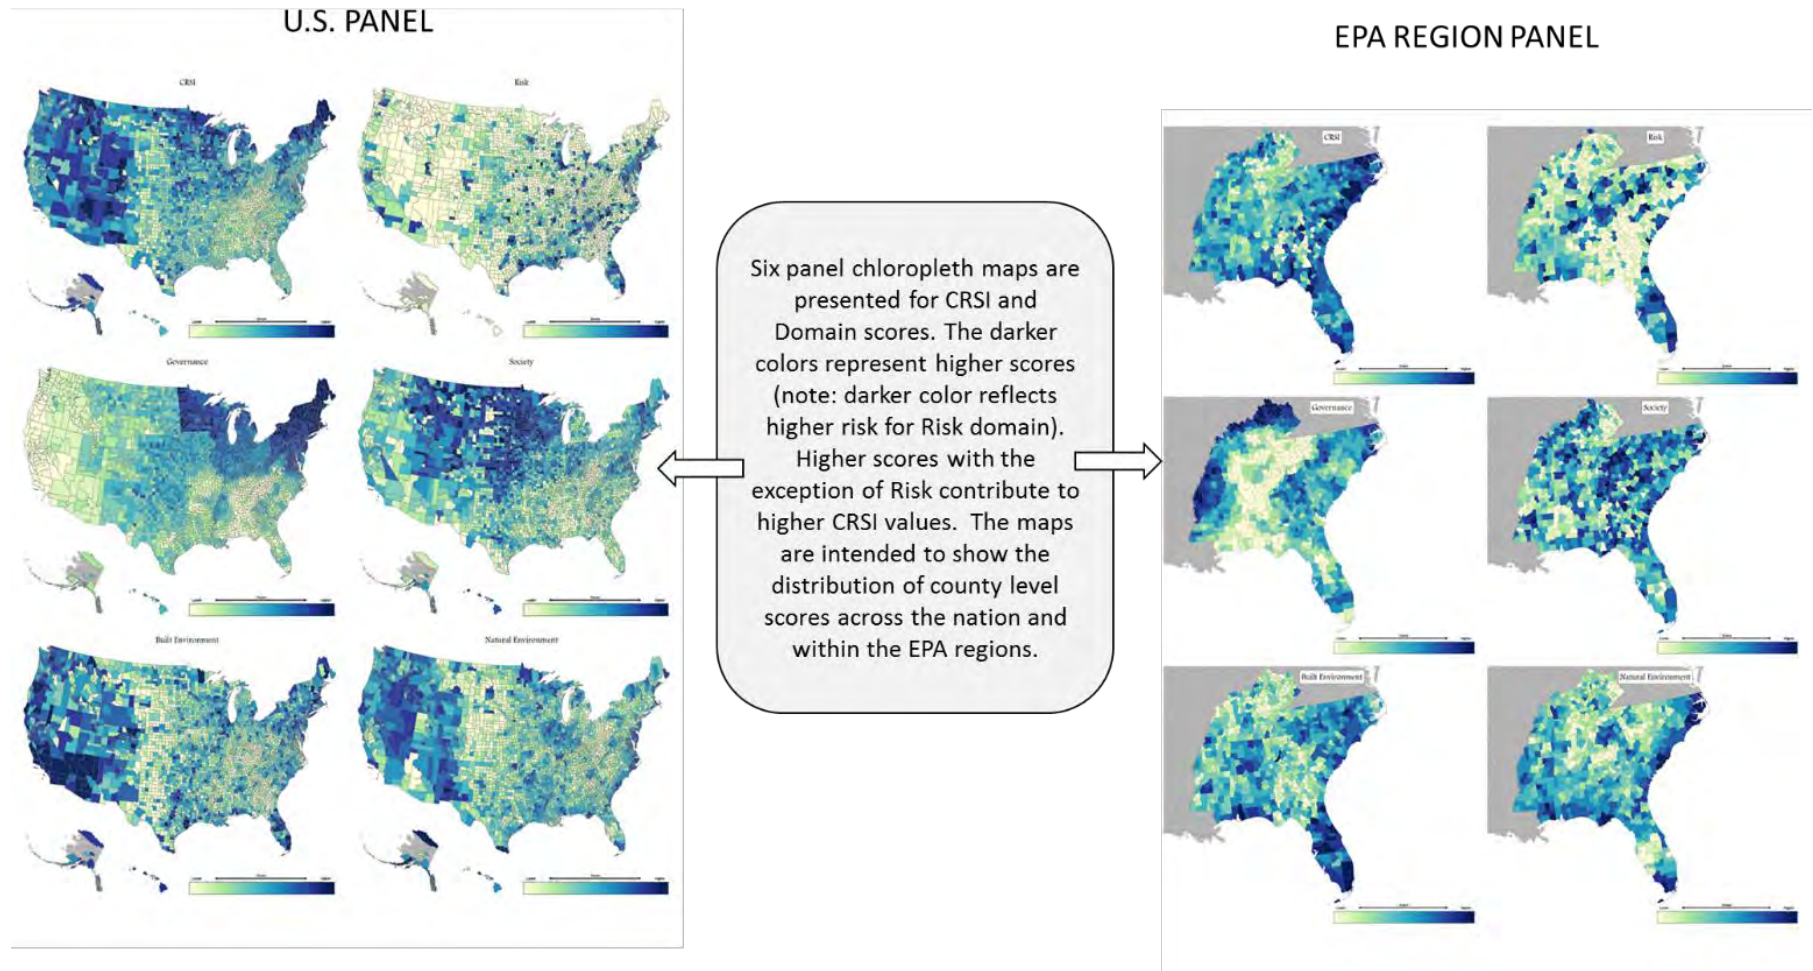 U.S. PANEL
CRSI
Risk
Governance
Society
Built Environment
Natural Environment
Six panel chloropleth maps are
presented for CRSI and
Domain scores. The darker
colors represent higher scores
(note: darker color reflects
higher risk for Risk domain).
Higher scores with the
exception of Risk contribute to
higher CRSI values. The maps
are intended to show the
distribution of county level
scores across the nation and
within the EPA regions.
EPA REGION PANEL
CRSI
Risk
Governance
Society
Built Environment
Natural Environment